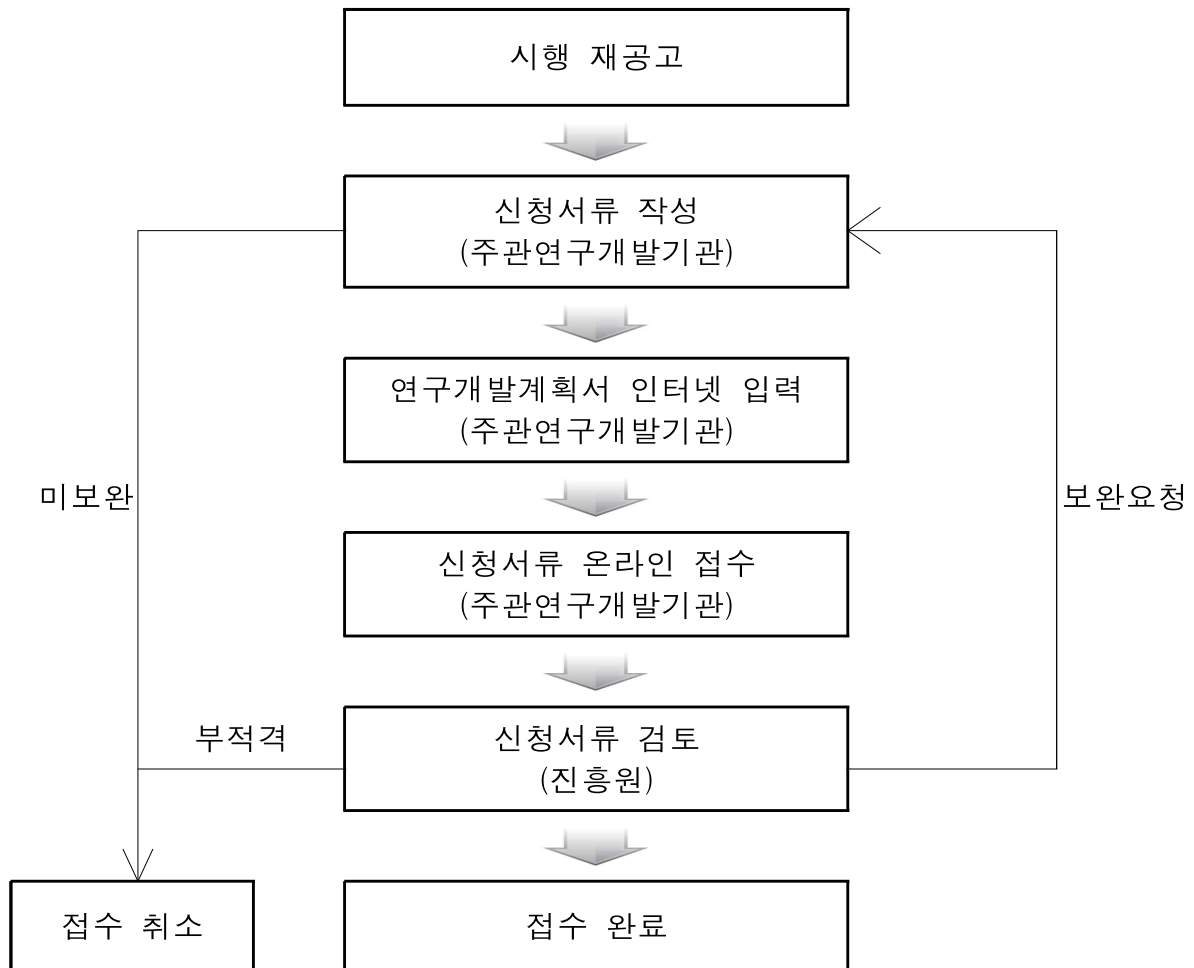 시행 재공고
신청서류 작성
(주관연구개발기관)
연구개발계획서 인터넷 입력
(주관연구개발기관)
미보완
보완요청
신청서류 온라인 접수
(주관연구개발기관)
부적격
신청서류 검토
(진흥원)
접수 취소
접수 완료